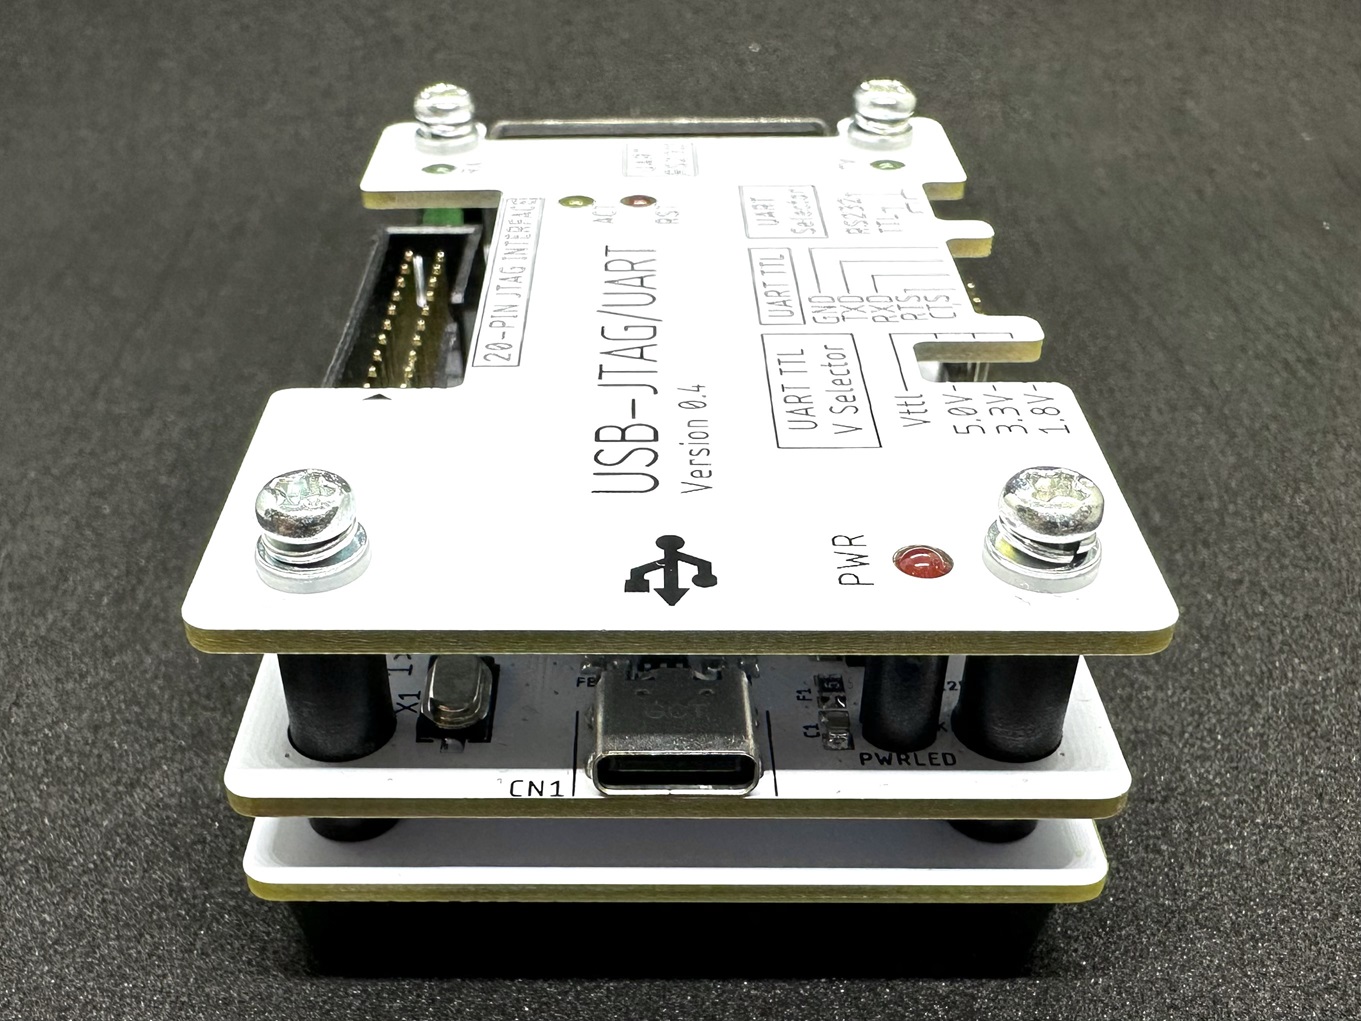 20-PIN JTAG INTERFACE
ACT
RST
USB-JTAG/UART
Version 0.4
UART
Selector
RS232
TTL
UART TTL
GND
TXD
RXD
RTS
CTS
UART TTL
V Selector
Vttl
5.0V-
3.3V-
1.8V-
PWR
X1
F1
C1
PWRLED
CN1